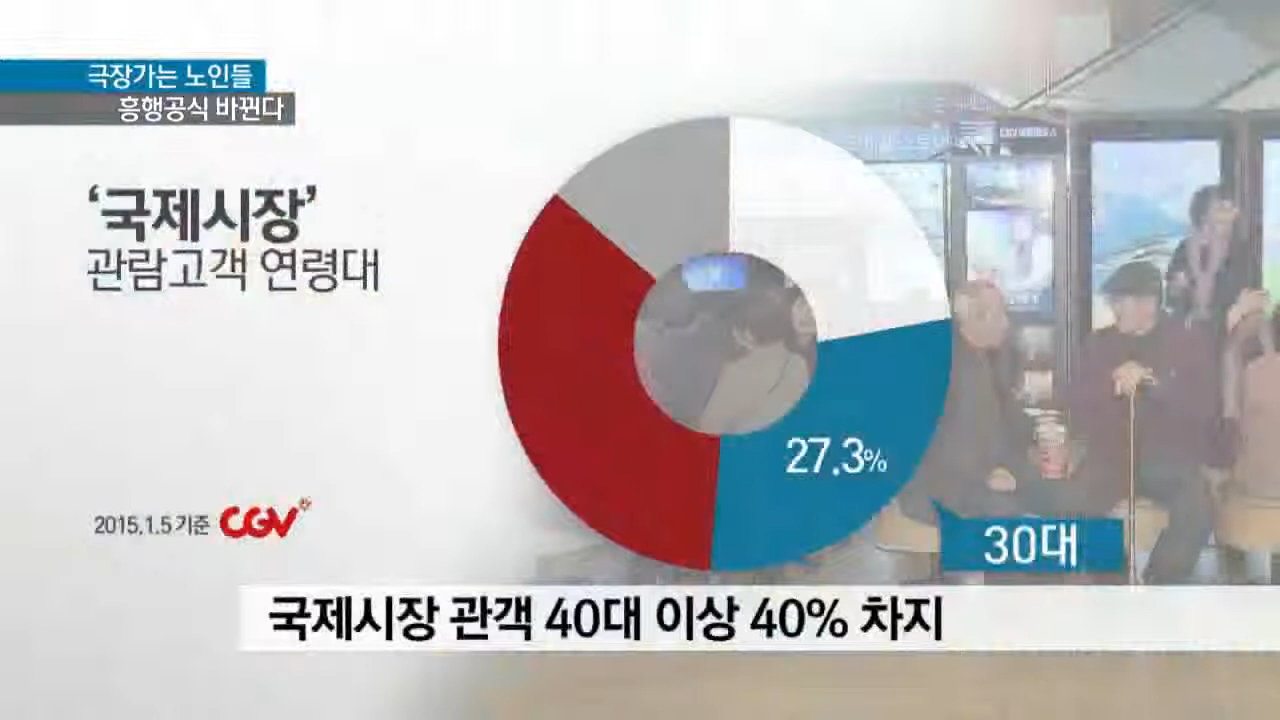 극장가는 노인들
흥행공식 바뀐다
‘국제시장’
관람고객 연령대
27.3%
2015.1.5 기준 CGV
30대
국제시장 관객 40대 이상 40% 차지